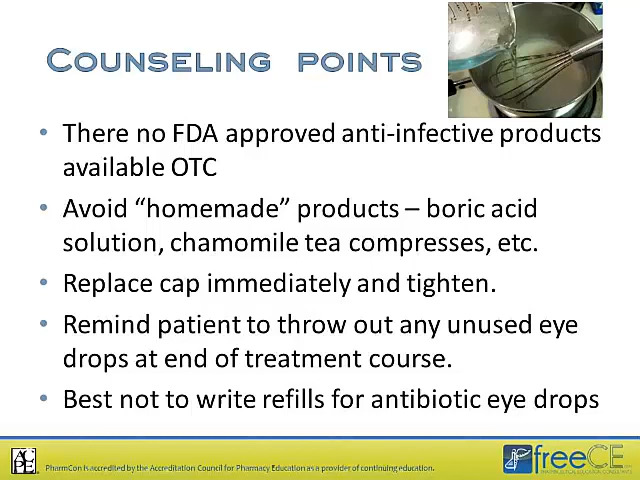 COUNSELING POINTS
• There no FDA approved anti-infective products
available OTC
• Avoid “homemade” products – boric acid
solution, chamomile tea compresses, etc.
• Replace cap immediately and tighten.
• Remind patient to throw out any unused eye
drops at end of treatment course.
• Best not to write refills for antibiotic eye drops
ACPE
PharmCon is accredited by the Accreditation Council for Pharmacy Education as a provider of continuing education.
freeCE